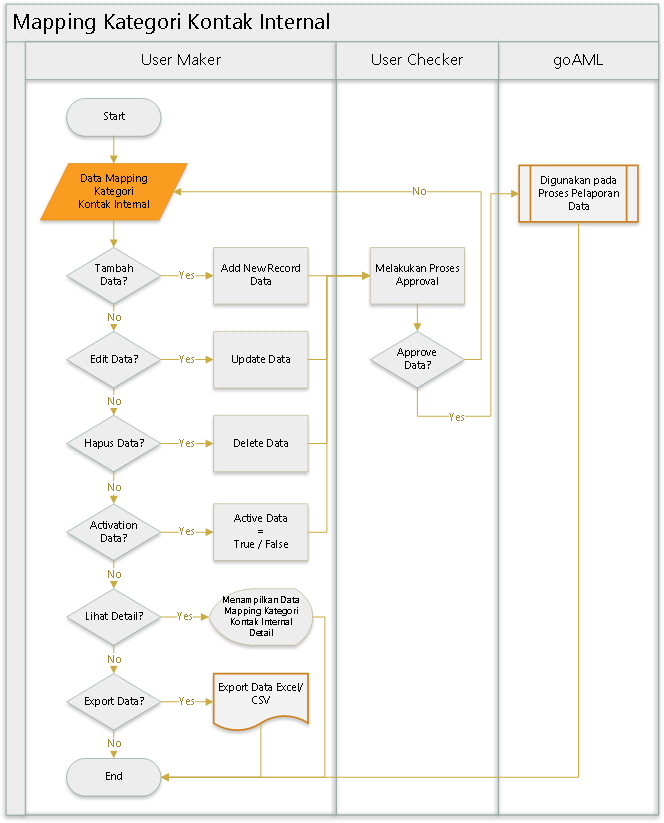 Mapping Kategori Kontak Internal
User Maker
User Checker
goAML
Start
Data Mapping
Kategori
Kontak Internal
No
Digunakan pada
Proses Pelaporan
Data
Tambah
Data?
Yes
Add New Record
Data
Melakukan Proses
Approval
No
Edit Data?
Yes
Update Data
Approve
Data?
No
Yes
Hapus Data?
Yes
Delete Data
No
Activation
Data?
Yes
Active Data
=
True / False
No
Lihat Detail?
Yes
Menampilkan Data
Mapping Kategori
Kontak Internal
Detail
No
Export Data?
Yes
Export Data Excel/
CSV
No
End